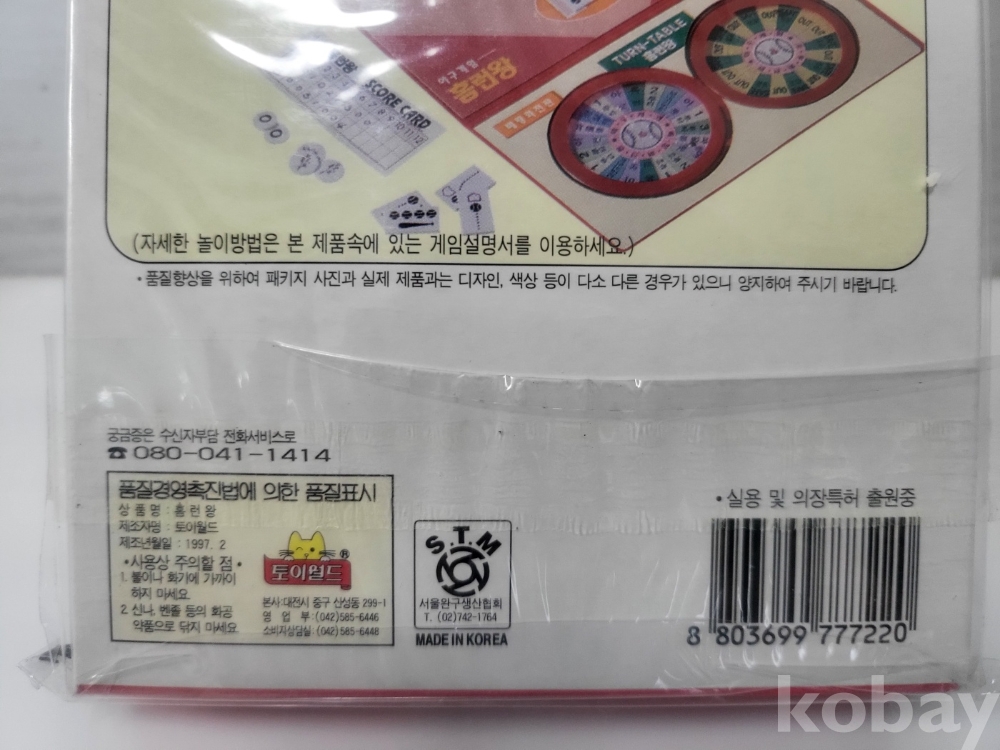 야구게임
홈런왕
SCORE CARD
TURN-TABLE
홈런왕
OUT OUT OUT
(자세한 놀이방법은 본 제품속에 있는 게임설명서를 이용하세요.)
•품질향상을 위하여 패키지 사진과 실제 제품과는 디자인, 색상 등이 다소 다른 경우가 있으니 양지하여 주시기 바랍니다.
궁금증은 수신자부담 전화서비스로
☎ 080-041-1414
품질경영촉진법에 의한 품질표시
상 품 명 : 홈 런 왕
제조자명 : 토이월드
제조년월일 : 1997. 2
•사용상 주의할 점•
1. 불이나 화기에 가까이
하지 마세요.
2. 신나, 벤졸 등의 화공
약품으로 닦지 마세요.
토이월드®
본사:대전시 중구 산성동 299-1
영 업 부:(042)585-6446
소비자상담실:(042)585-6448
S.T.M
서울완구생산협회
T. (02)742-1764
MADE IN KOREA
•실용 및 의장특허 출원중
8 803699 777220
kobay